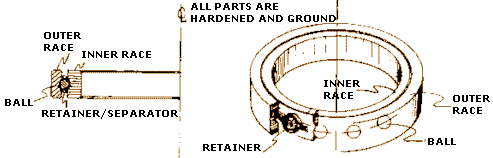 ℄ ALL PARTS ARE
HARDENED AND GROUND
OUTER
RACE
INNER RACE
BALL
RETAINER/SEPARATOR
INNER
RACE
OUTER
RACE
RETAINER
BALL